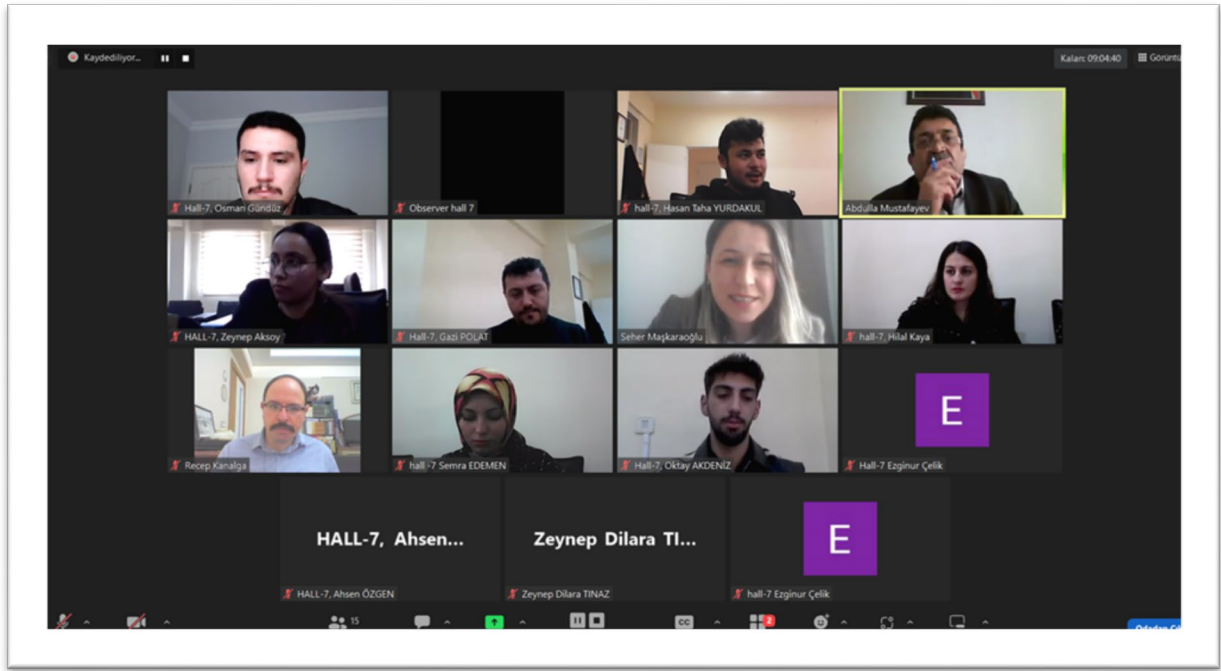 Kaydediliyor...
Kalan: 09:04:40
Görüntü
Hall-7, Osman Gündüz
Observer hall 7
hall-7, Hasan Taha YURDAKUL
Abdulla Mustafayev
HALL-7, Zeynep Aksoy
Hall-7, Gazi POLAT
Seher Maşkaraoğlu
hall-7, Hilal Kaya
Recep Kanalga
hall -7 Semra EDEMEN
Hall-7, Oktay AKDENİZ
E
Hall-7 Ezginur Çelik
HALL-7, Ahsen...
HALL-7, Ahsen ÖZGEN
Zeynep Dilara TI...
Zeynep Dilara TINAZ
E
hall-7 Ezginur Çelik
15
CC
2